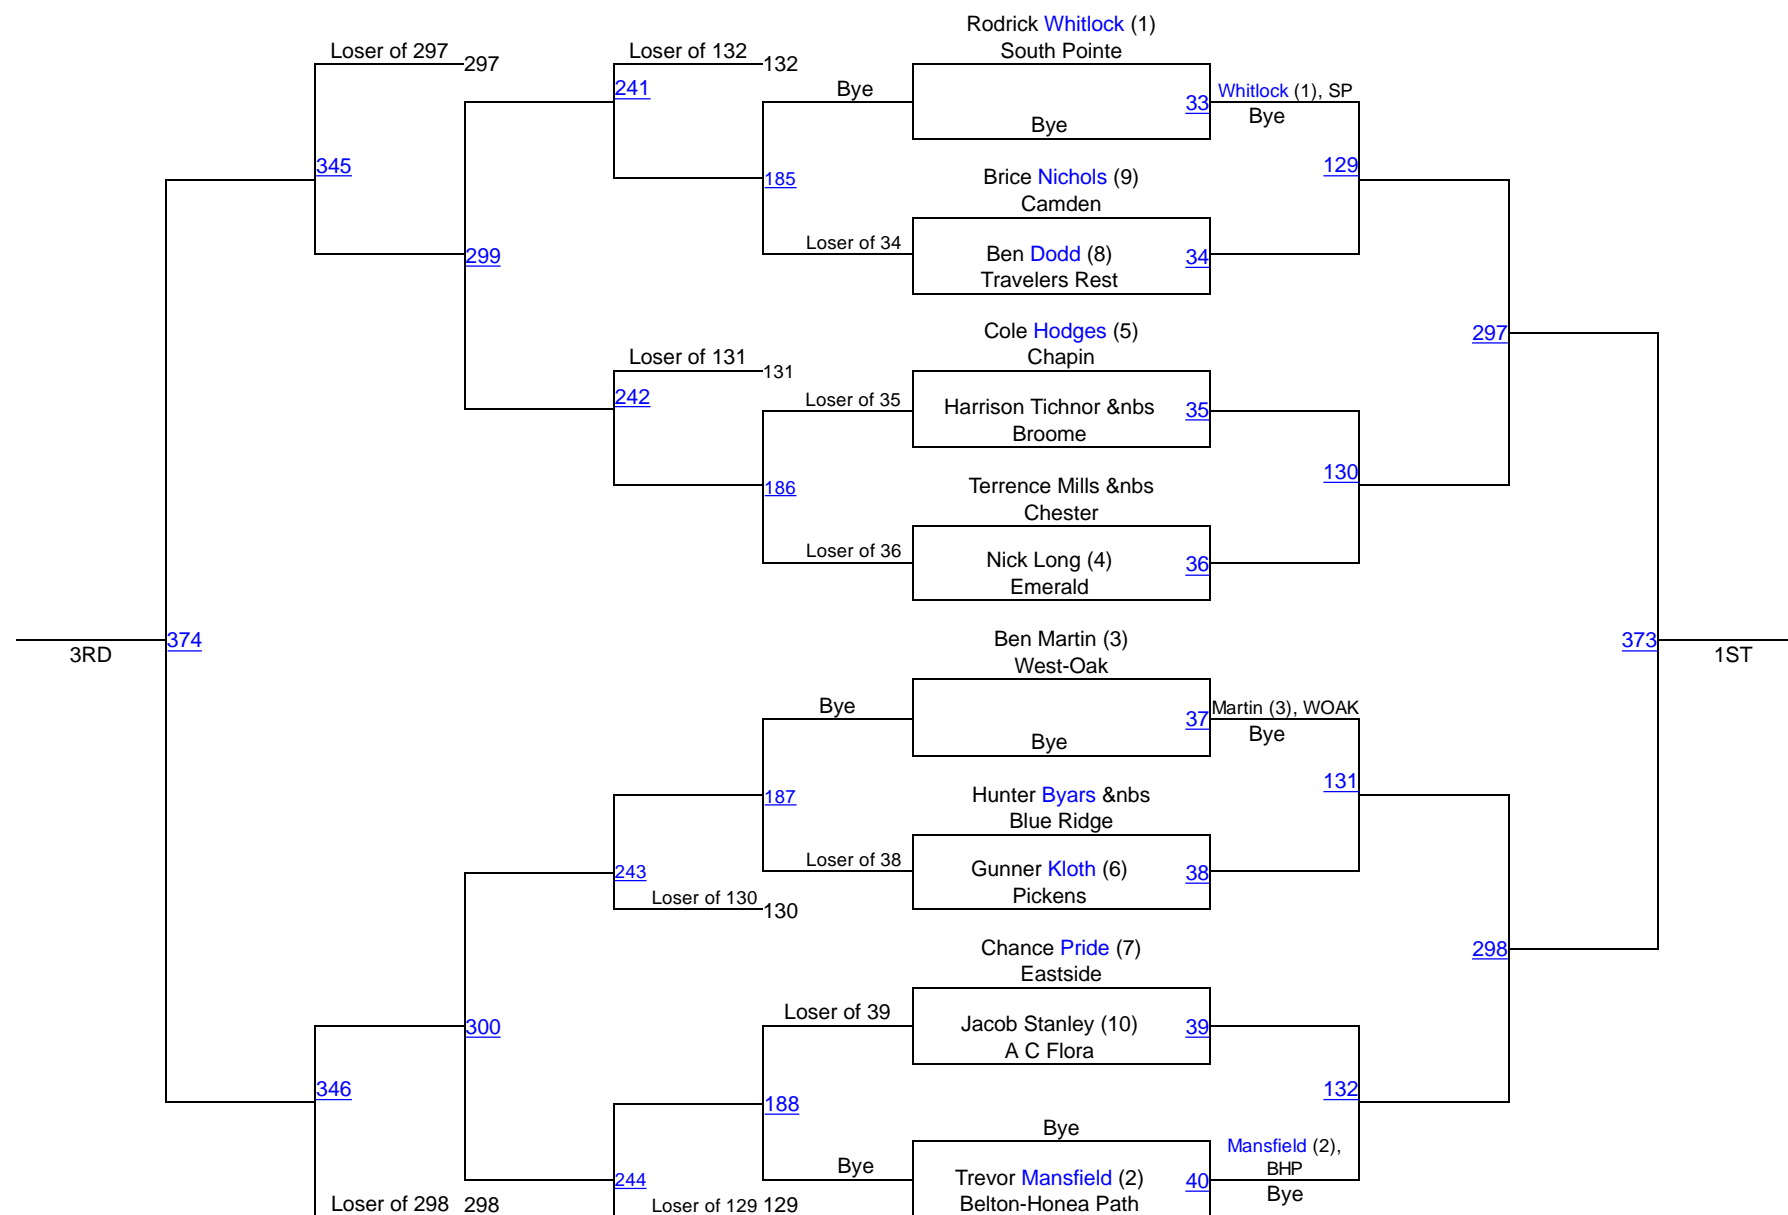 Rodrick Whitlock (1)
Loser of 297
297
Loser of 132
132
South Pointe
241
Bye
33
Whitlock (1), SP
Bye
Bye
345
185
Brice Nichols (9)
129
Camden
299
Loser of 34
Ben Dodd (8)
34
Travelers Rest
Cole Hodges (5)
297
Loser of 131
131
Chapin
242
Loser of 35
Harrison Tichnor &nbs
35
Broome
186
Terrence Mills &nbs
130
Chester
Loser of 36
Nick Long (4)
36
Emerald
374
3RD
Ben Martin (3)
373
1ST
West-Oak
Bye
37
Martin (3), WOAK
Bye
Bye
187
Hunter Byars &nbs
131
Blue Ridge
243
Loser of 38
Gunner Kloth (6)
38
Loser of 130
130
Pickens
Chance Pride (7)
298
Eastside
300
Loser of 39
Jacob Stanley (10)
39
A C Flora
346
188
132
Bye
Mansfield (2),
BHP
Bye
244
Bye
Trevor Mansfield (2)
40
Loser of 298
298
Loser of 129
129
Belton-Honea Path